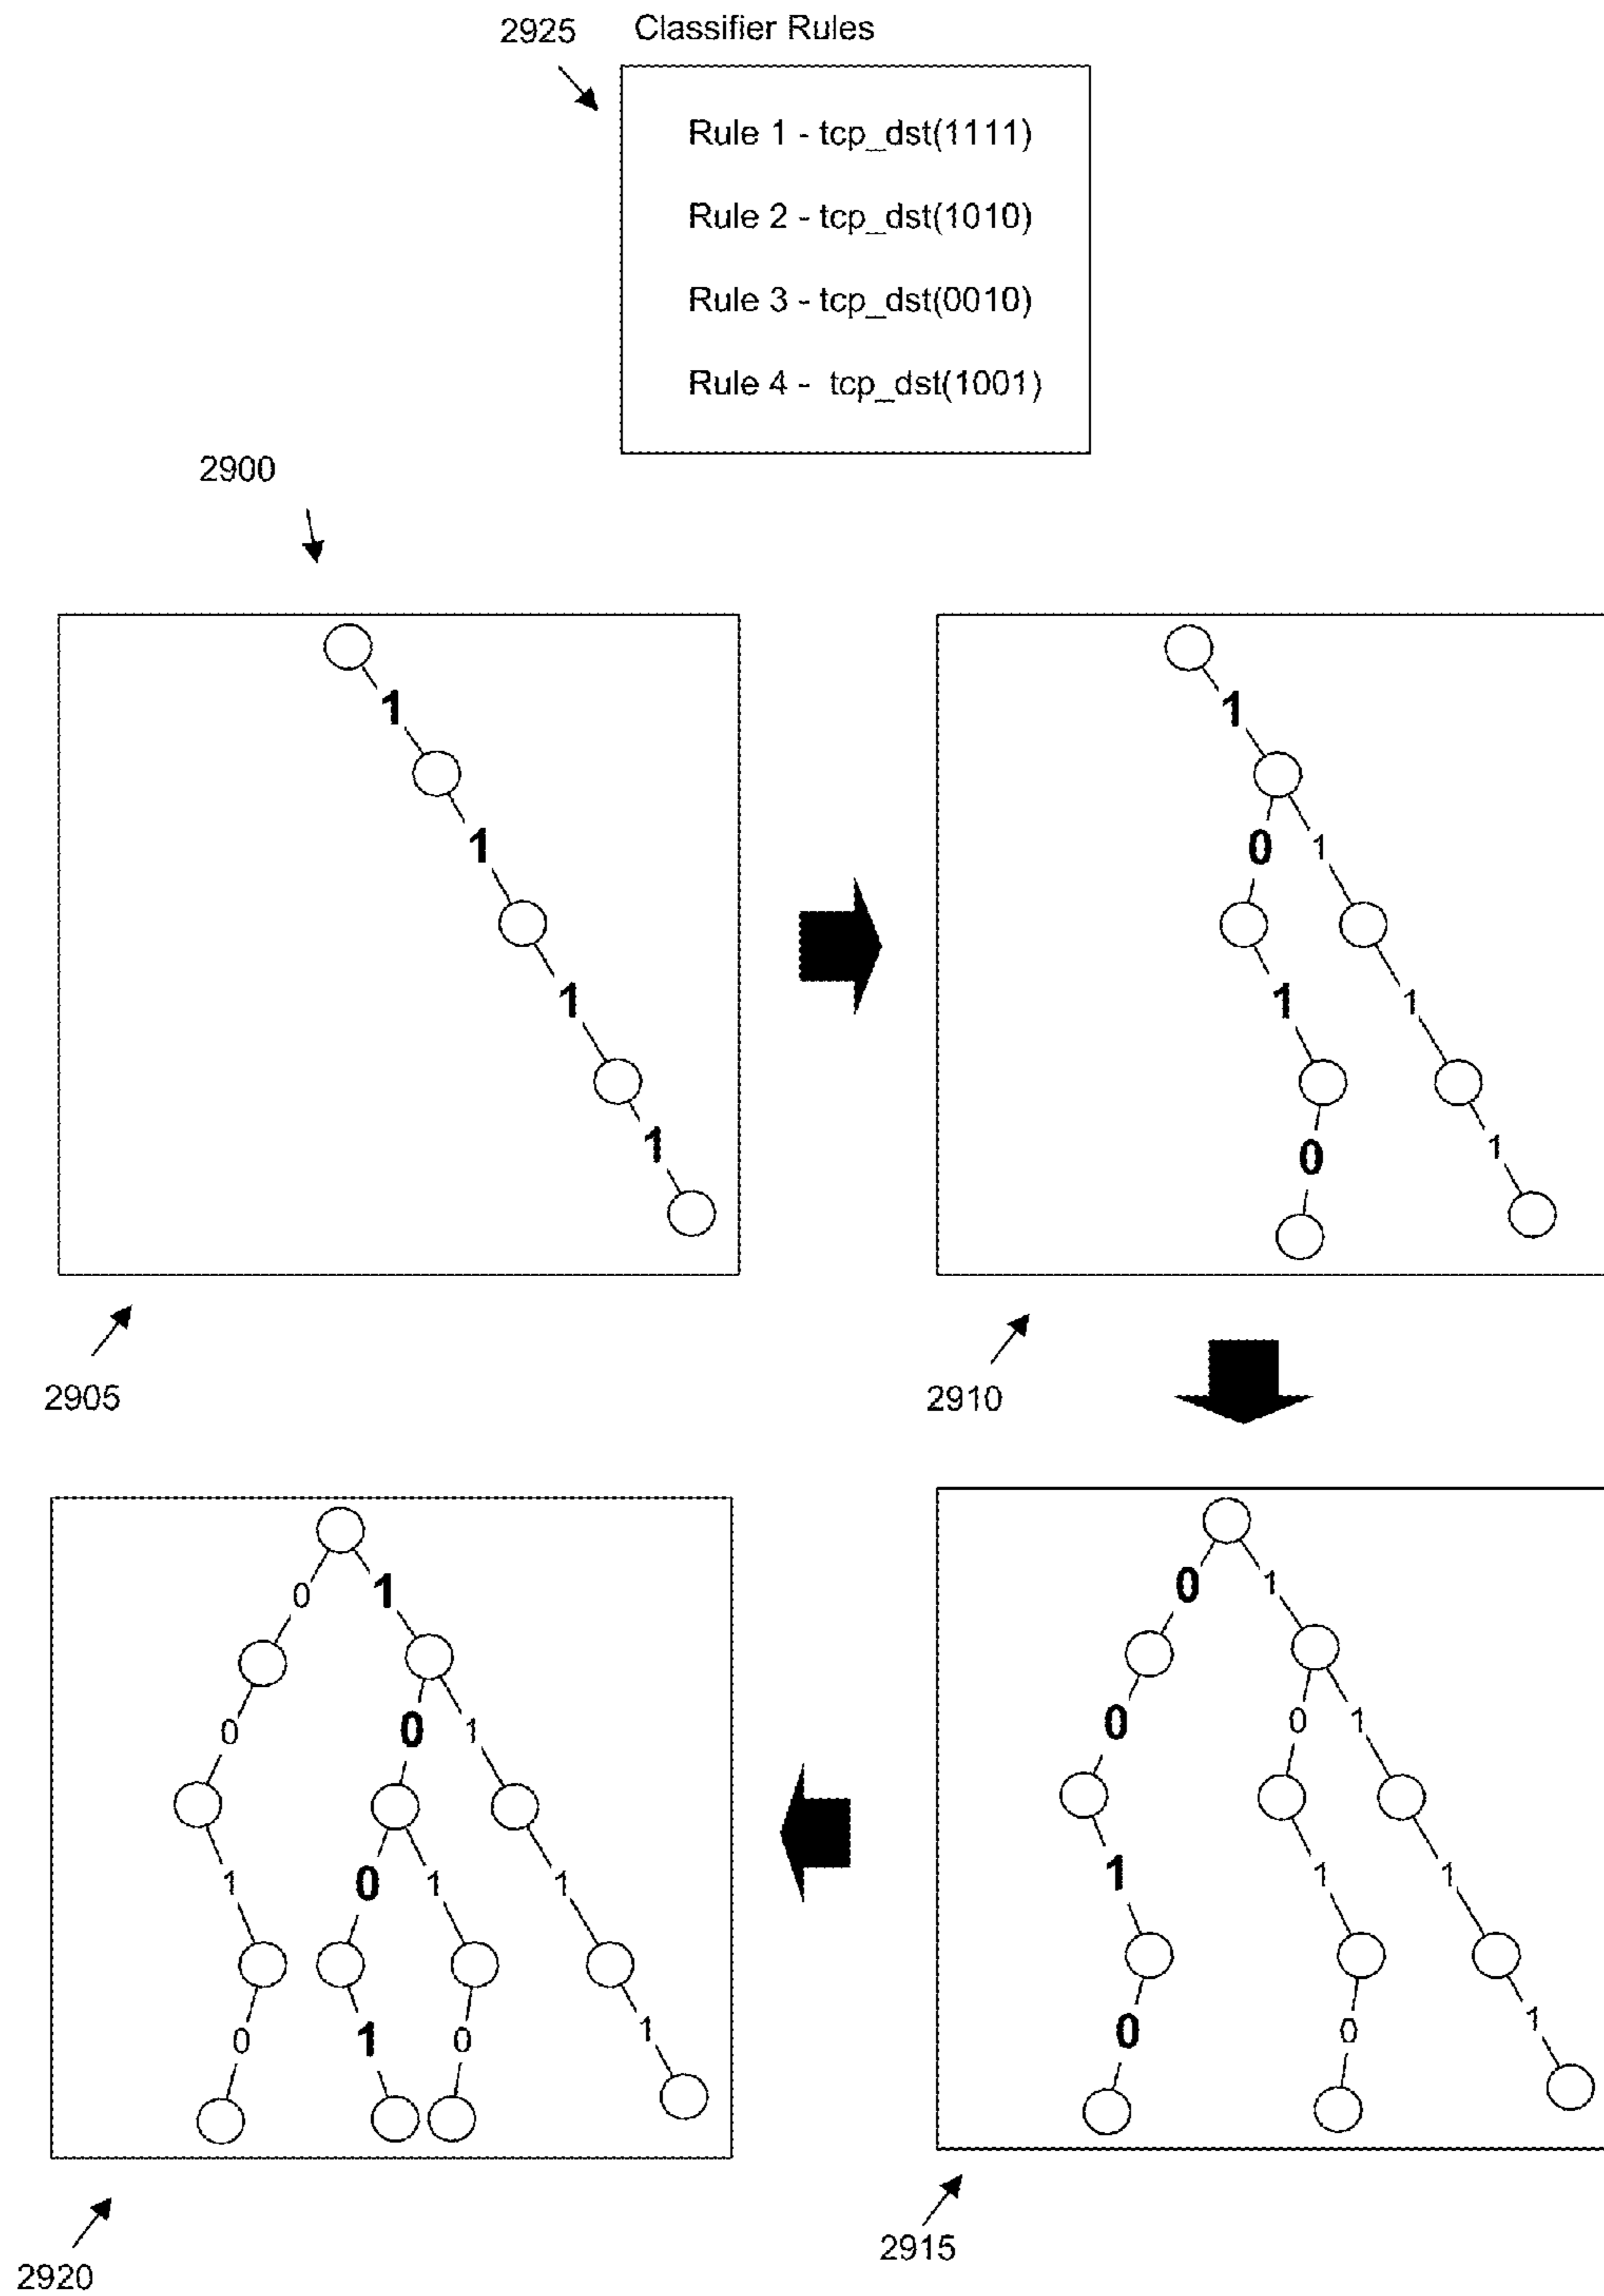 2925 Classifier Rules
Rule 1 - tcp_dst(1111)
Rule 2 - tcp_dst(1010)
Rule 3 - tcp_dst(0010)
Rule 4 - tcp_dst(1001)
2900
1
1
1
1
2905
1
0 1
1 1
0 1
2910
0 1
0 0 1
1 0 1 1
0 1 0 1
2920
0 1
0 0 1
1 1 1
0 0 1
2915